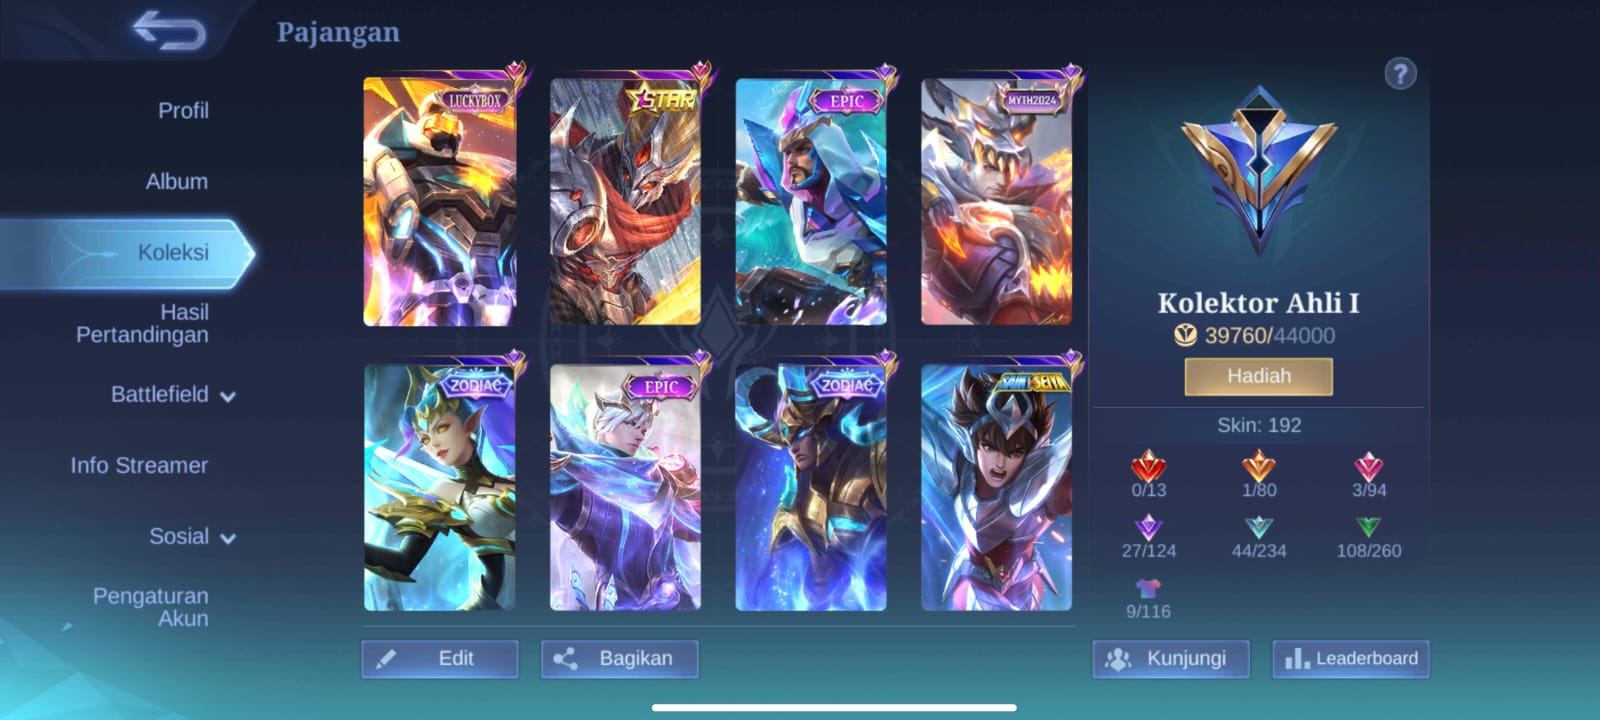 Pajangan
Profil
Album
Koleksi
Hasil
Pertandingan
Battlefield
Info Streamer
Sosial
Pengaturan
Akun
LUCKYBOX
STAR
EPIC
MYTH2024
ZODIAC
EPIC
ZODIAC
SAINT SEIYA
Edit
Bagikan
?
Kolektor Ahli I
39760/44000
Hadiah
Skin: 192
0/13
1/80
3/94
27/124
44/234
108/260
9/116
Kunjungi
Leaderboard